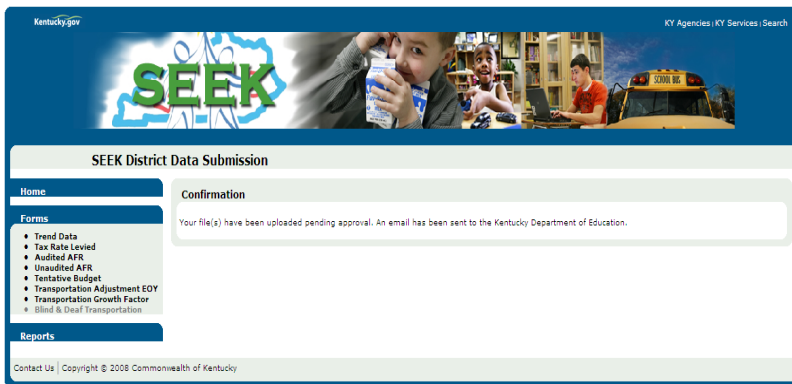 Kentucky.gov
KY Agencies | KY Services | Search
SEEK
SCHOOL BUS
SEEK District Data Submission
Home
Confirmation
Your file(s) have been uploaded pending approval. An email has been sent to the Kentucky Department of Education.
Forms
Trend Data
Tax Rate Levied
Audited AFR
Unaudited AFR
Tentative Budget
Transportation Adjustment EOY
Transportation Growth Factor
Blind & Deaf Transportation
Reports
Contact Us | Copyright © 2008 Commonwealth of Kentucky